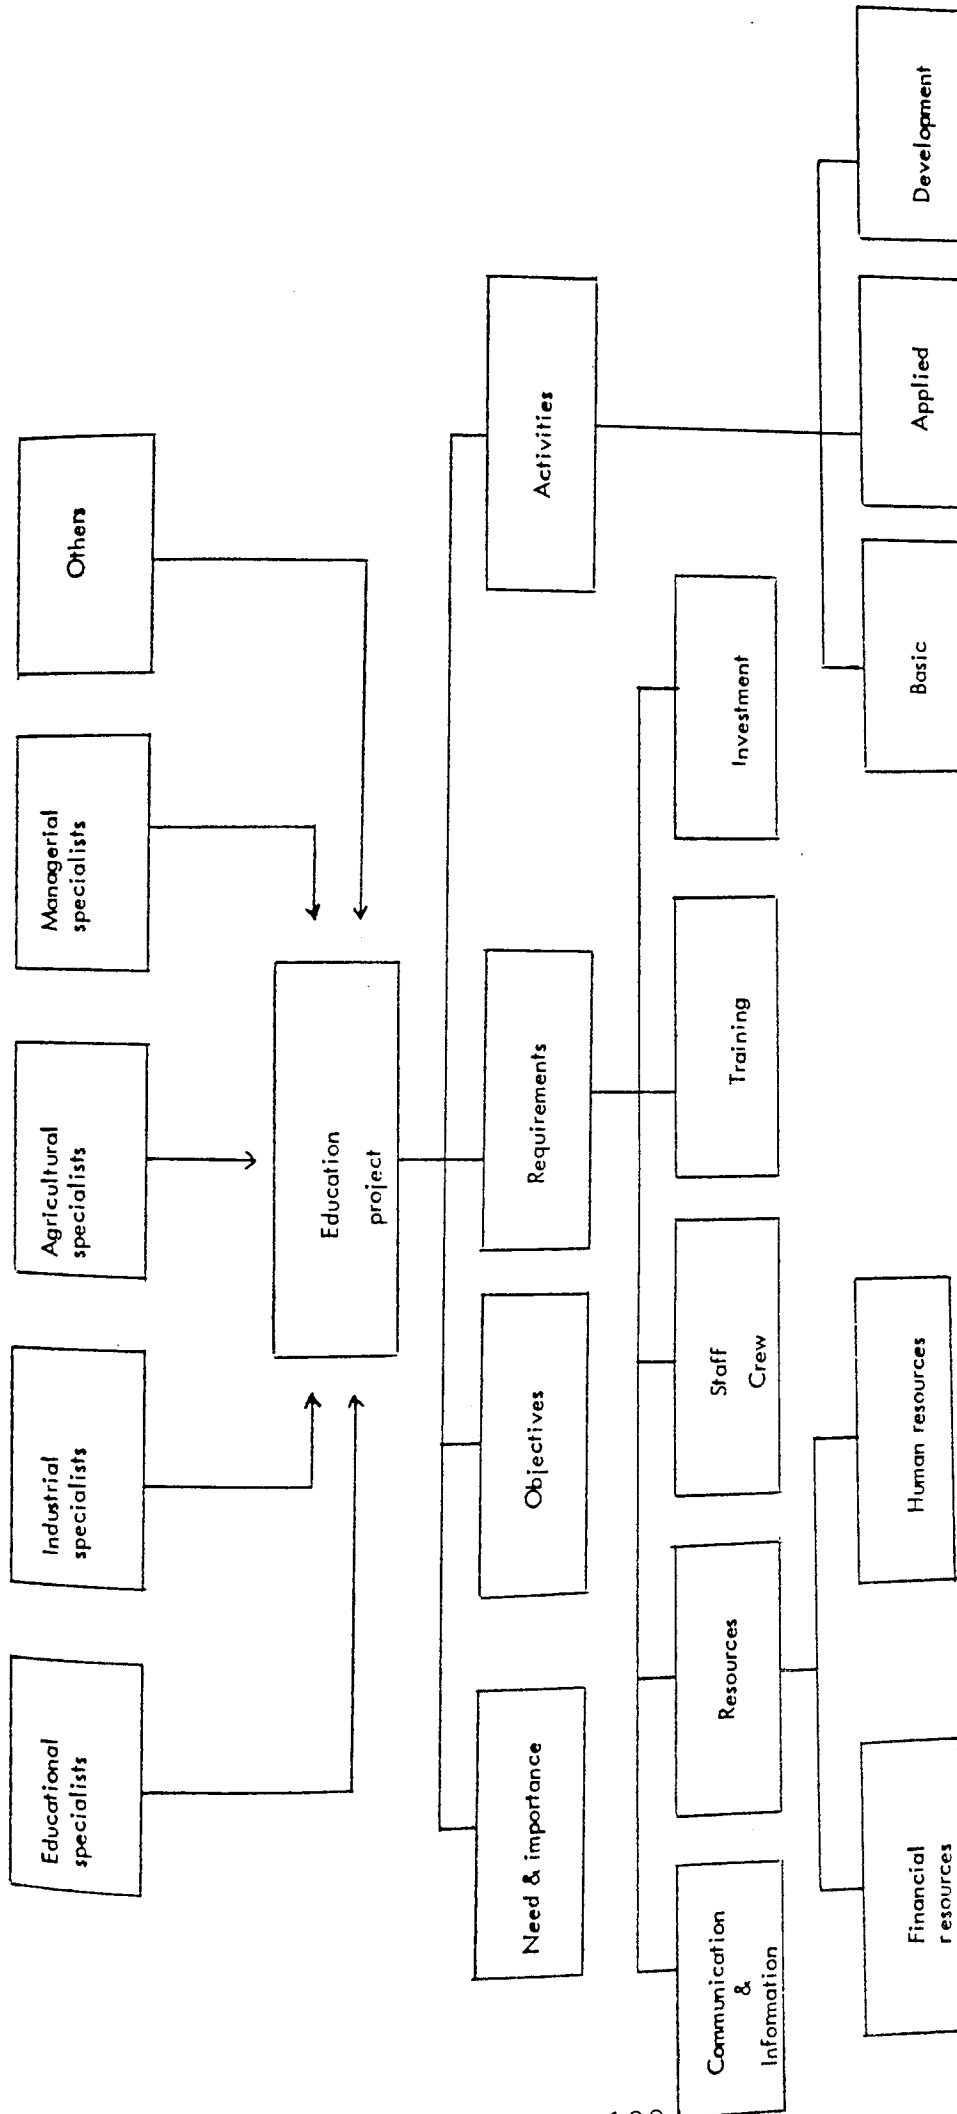 Educational
specialists
Industrial
specialists
Agricultural
specialists
Managerial
specialists
Others
Education
project
Need & importance
Objectives
Requirements
Activities
Communication
&
Information
Resources
Staff
Crew
Training
Investment
Financial
resources
Human resources
Basic
Applied
Development